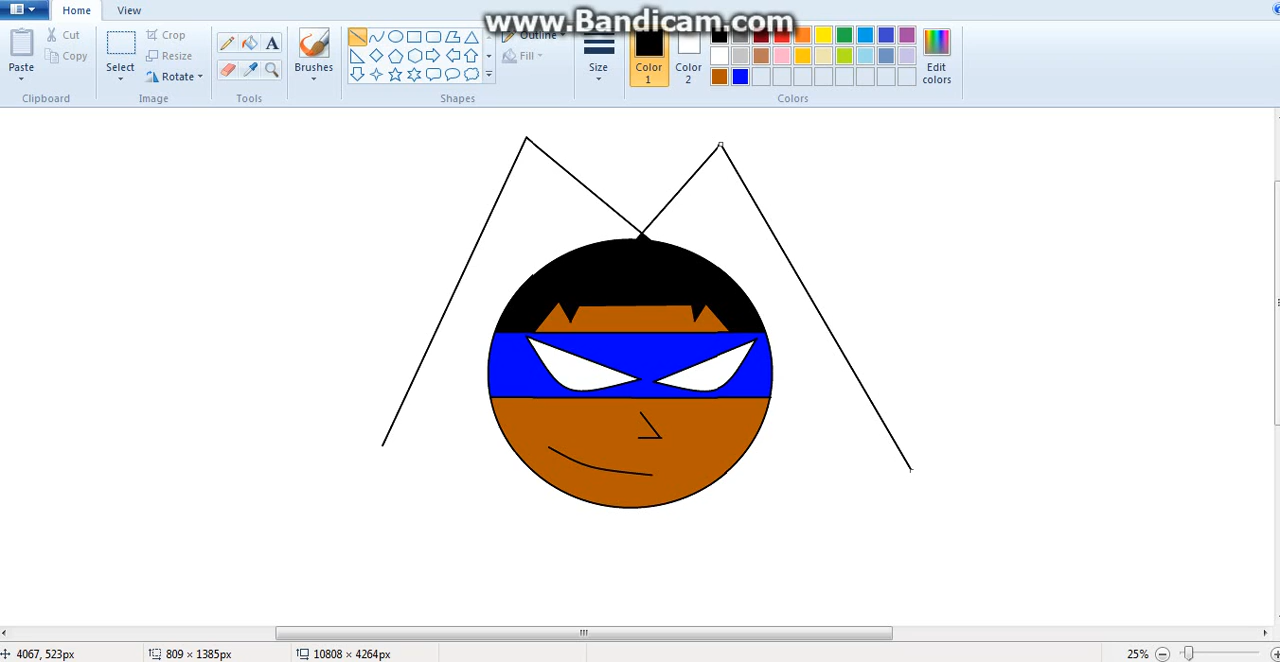 Home View
www.Bandicam.com
Paste
Cut
Copy
Clipboard
Select
Crop
Resize
Rotate
Image
A
Tools
Brushes
Shapes
Outline
Fill
Size
Color 1
Color 2
Edit colors
Colors
4067, 523px
809 × 1385px
10808 × 4264px
25%